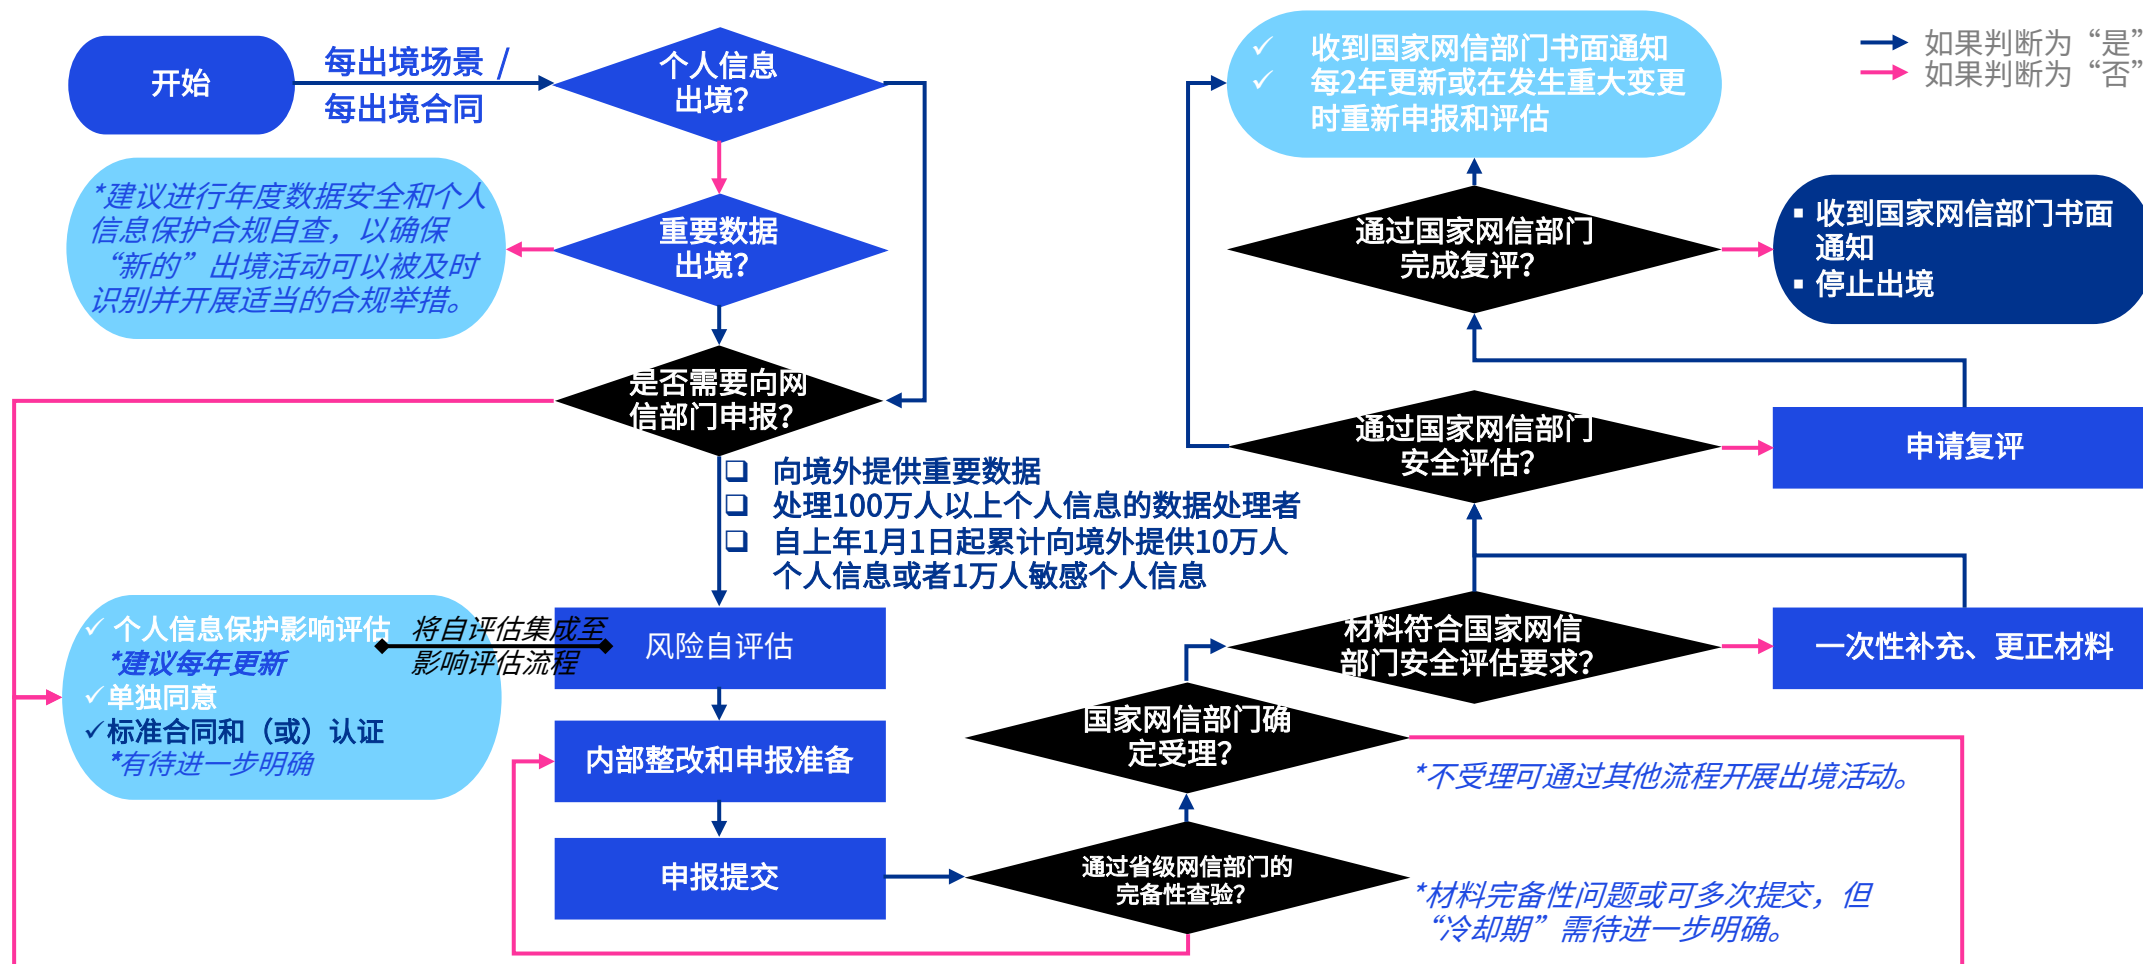 开始
每出境场景 /
每出境合同
个人信息
出境?
*建议进行年度数据安全和个人
信息保护合规自查，以确保
“新的”出境活动可以被及时
识别并开展适当的合规举措。
重要数据
出境?
是否需要向网
信部门申报?
❑ 向境外提供重要数据
❑ 处理100万人以上个人信息的数据处理者
❑ 自上年1月1日起累计向境外提供10万人
个人信息或者1万人敏感个人信息
✓ 个人信息保护影响评估
*建议每年更新
✓单独同意
✓标准合同和（或）认证
*有待进一步明确
将自评估集成至
影响评估流程
风险自评估
内部整改和申报准备
申报提交
通过省级网信部门的
完备性查验?
*材料完备性问题或可多次提交，但
“冷却期”需待进一步明确。
国家网信部门确
定受理?
*不受理可通过其他流程开展出境活动。
材料符合国家网信
部门安全评估要求?
一次性补充、更正材料
通过国家网信部门
安全评估?
申请复评
通过国家网信部门
完成复评?
▪ 收到国家网信部门书面
通知
▪ 停止出境
✓ 收到国家网信部门书面通知
✓ 每2年更新或在发生重大变更
时重新申报和评估
如果判断为“是”
如果判断为“否”